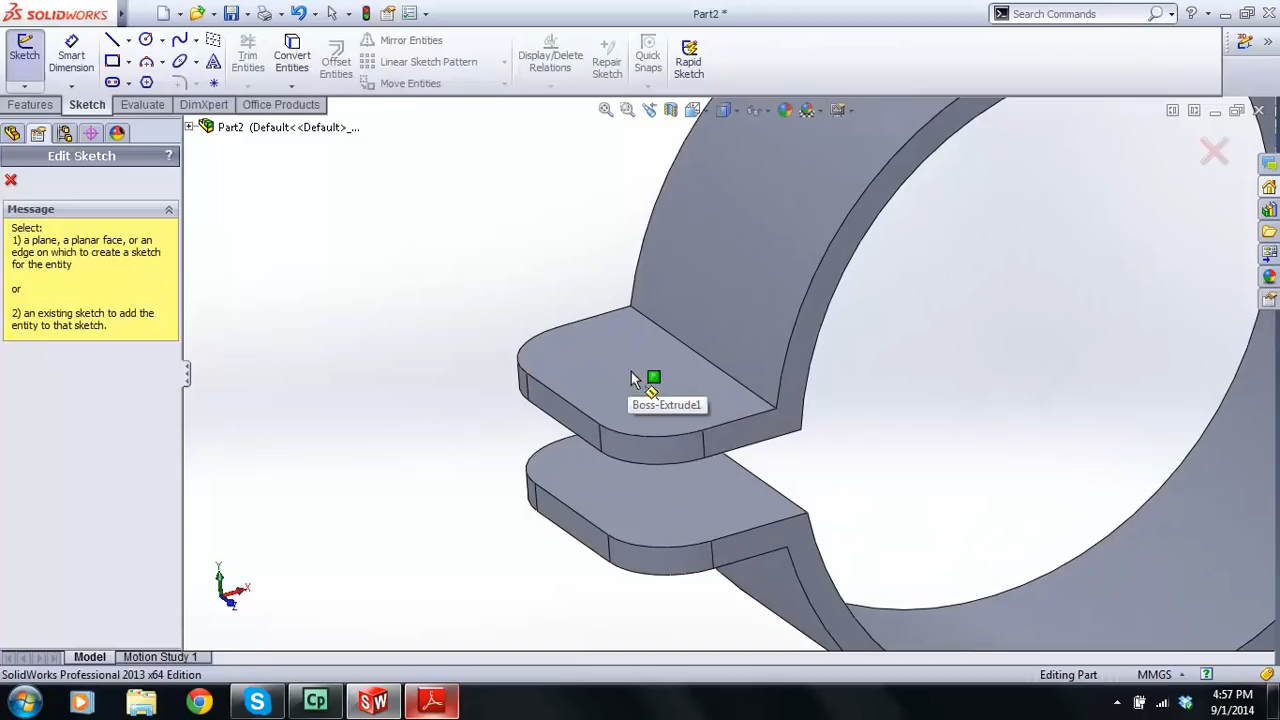 SOLIDWORKS
Part2 *
Search Commands
Sketch
Smart Dimension
Trim Entities
Convert Entities
Offset Entities
Mirror Entities
Linear Sketch Pattern
Move Entities
Display/Delete Relations
Repair Sketch
Quick Snaps
Rapid Sketch
Features
Sketch
Evaluate
DimXpert
Office Products
Part2 (Default<<Default>_...
Edit Sketch
?
Message
Select:
1) a plane, a planar face, or an
edge on which to create a sketch
for the entity
or
2) an existing sketch to add the
entity to that sketch.
Boss-Extrude1
Y
X
Z
Model
Motion Study 1
SolidWorks Professional 2013 x64 Edition
Editing Part
MMGS
?
Cp
SW
4:57 PM
9/1/2014